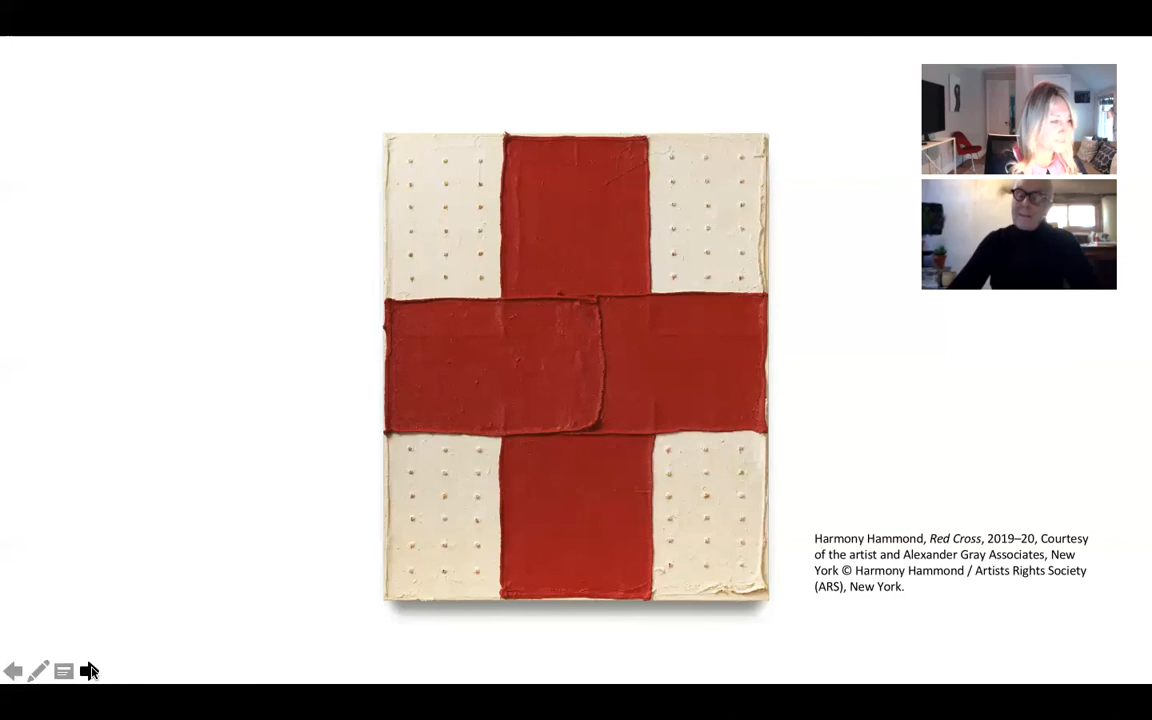 Harmony Hammond, Red Cross, 2019–20, Courtesy
of the artist and Alexander Gray Associates, New
York © Harmony Hammond / Artists Rights Society
(ARS), New York.